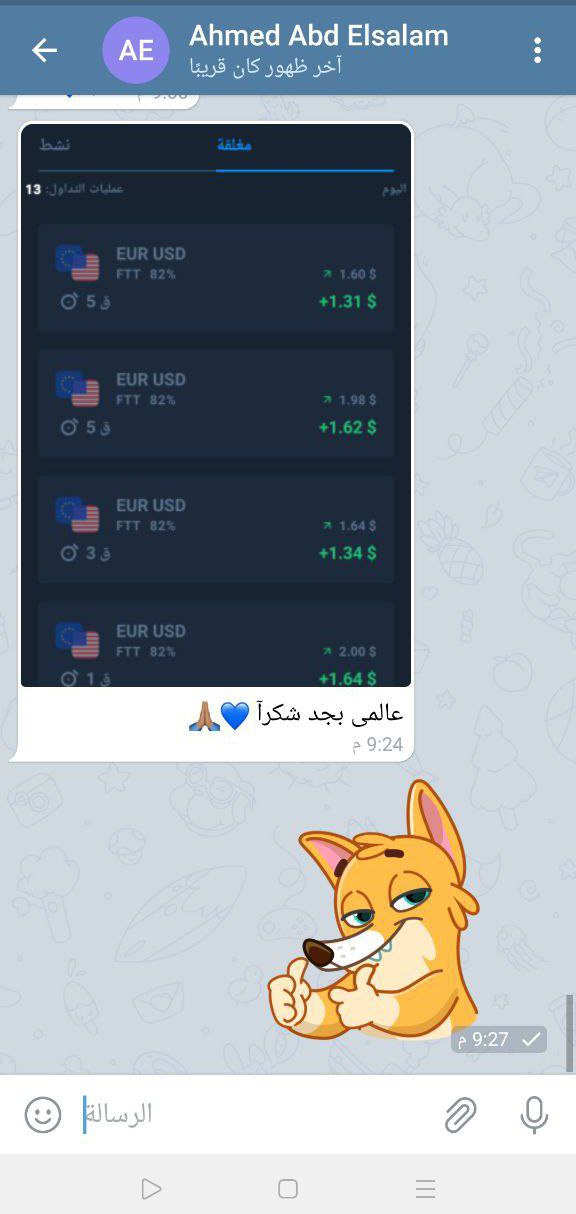 Ahmed Abd Elsalam
AE
آخر ظهور كان قريبًا
نشط
مغلقة
عمليات التداول: 13
اليوم
EUR USD
FTT 82%
1.60 $
5 ق
+1.31 $
EUR USD
FTT 82%
1.98 $
5 ق
+1.62 $
EUR USD
FTT 82%
1.64 $
3 ق
+1.34 $
EUR USD
FTT 82%
2.00 $
1 ق
+1.64 $
عالمى بجد شكرآ 💙🙏🏽
9:24 م
9:27 م
الرسالة